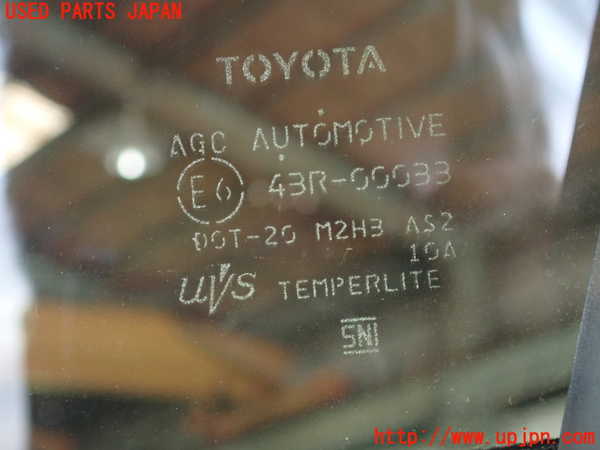 USED PARTS JAPAN
TOYOTA
AGC AUTOMOTIVE
E6 43R-00033
DOT-20 M2H3 AS2
10A
UVS TEMPERLITE
SNI
http://www.upjpn.com